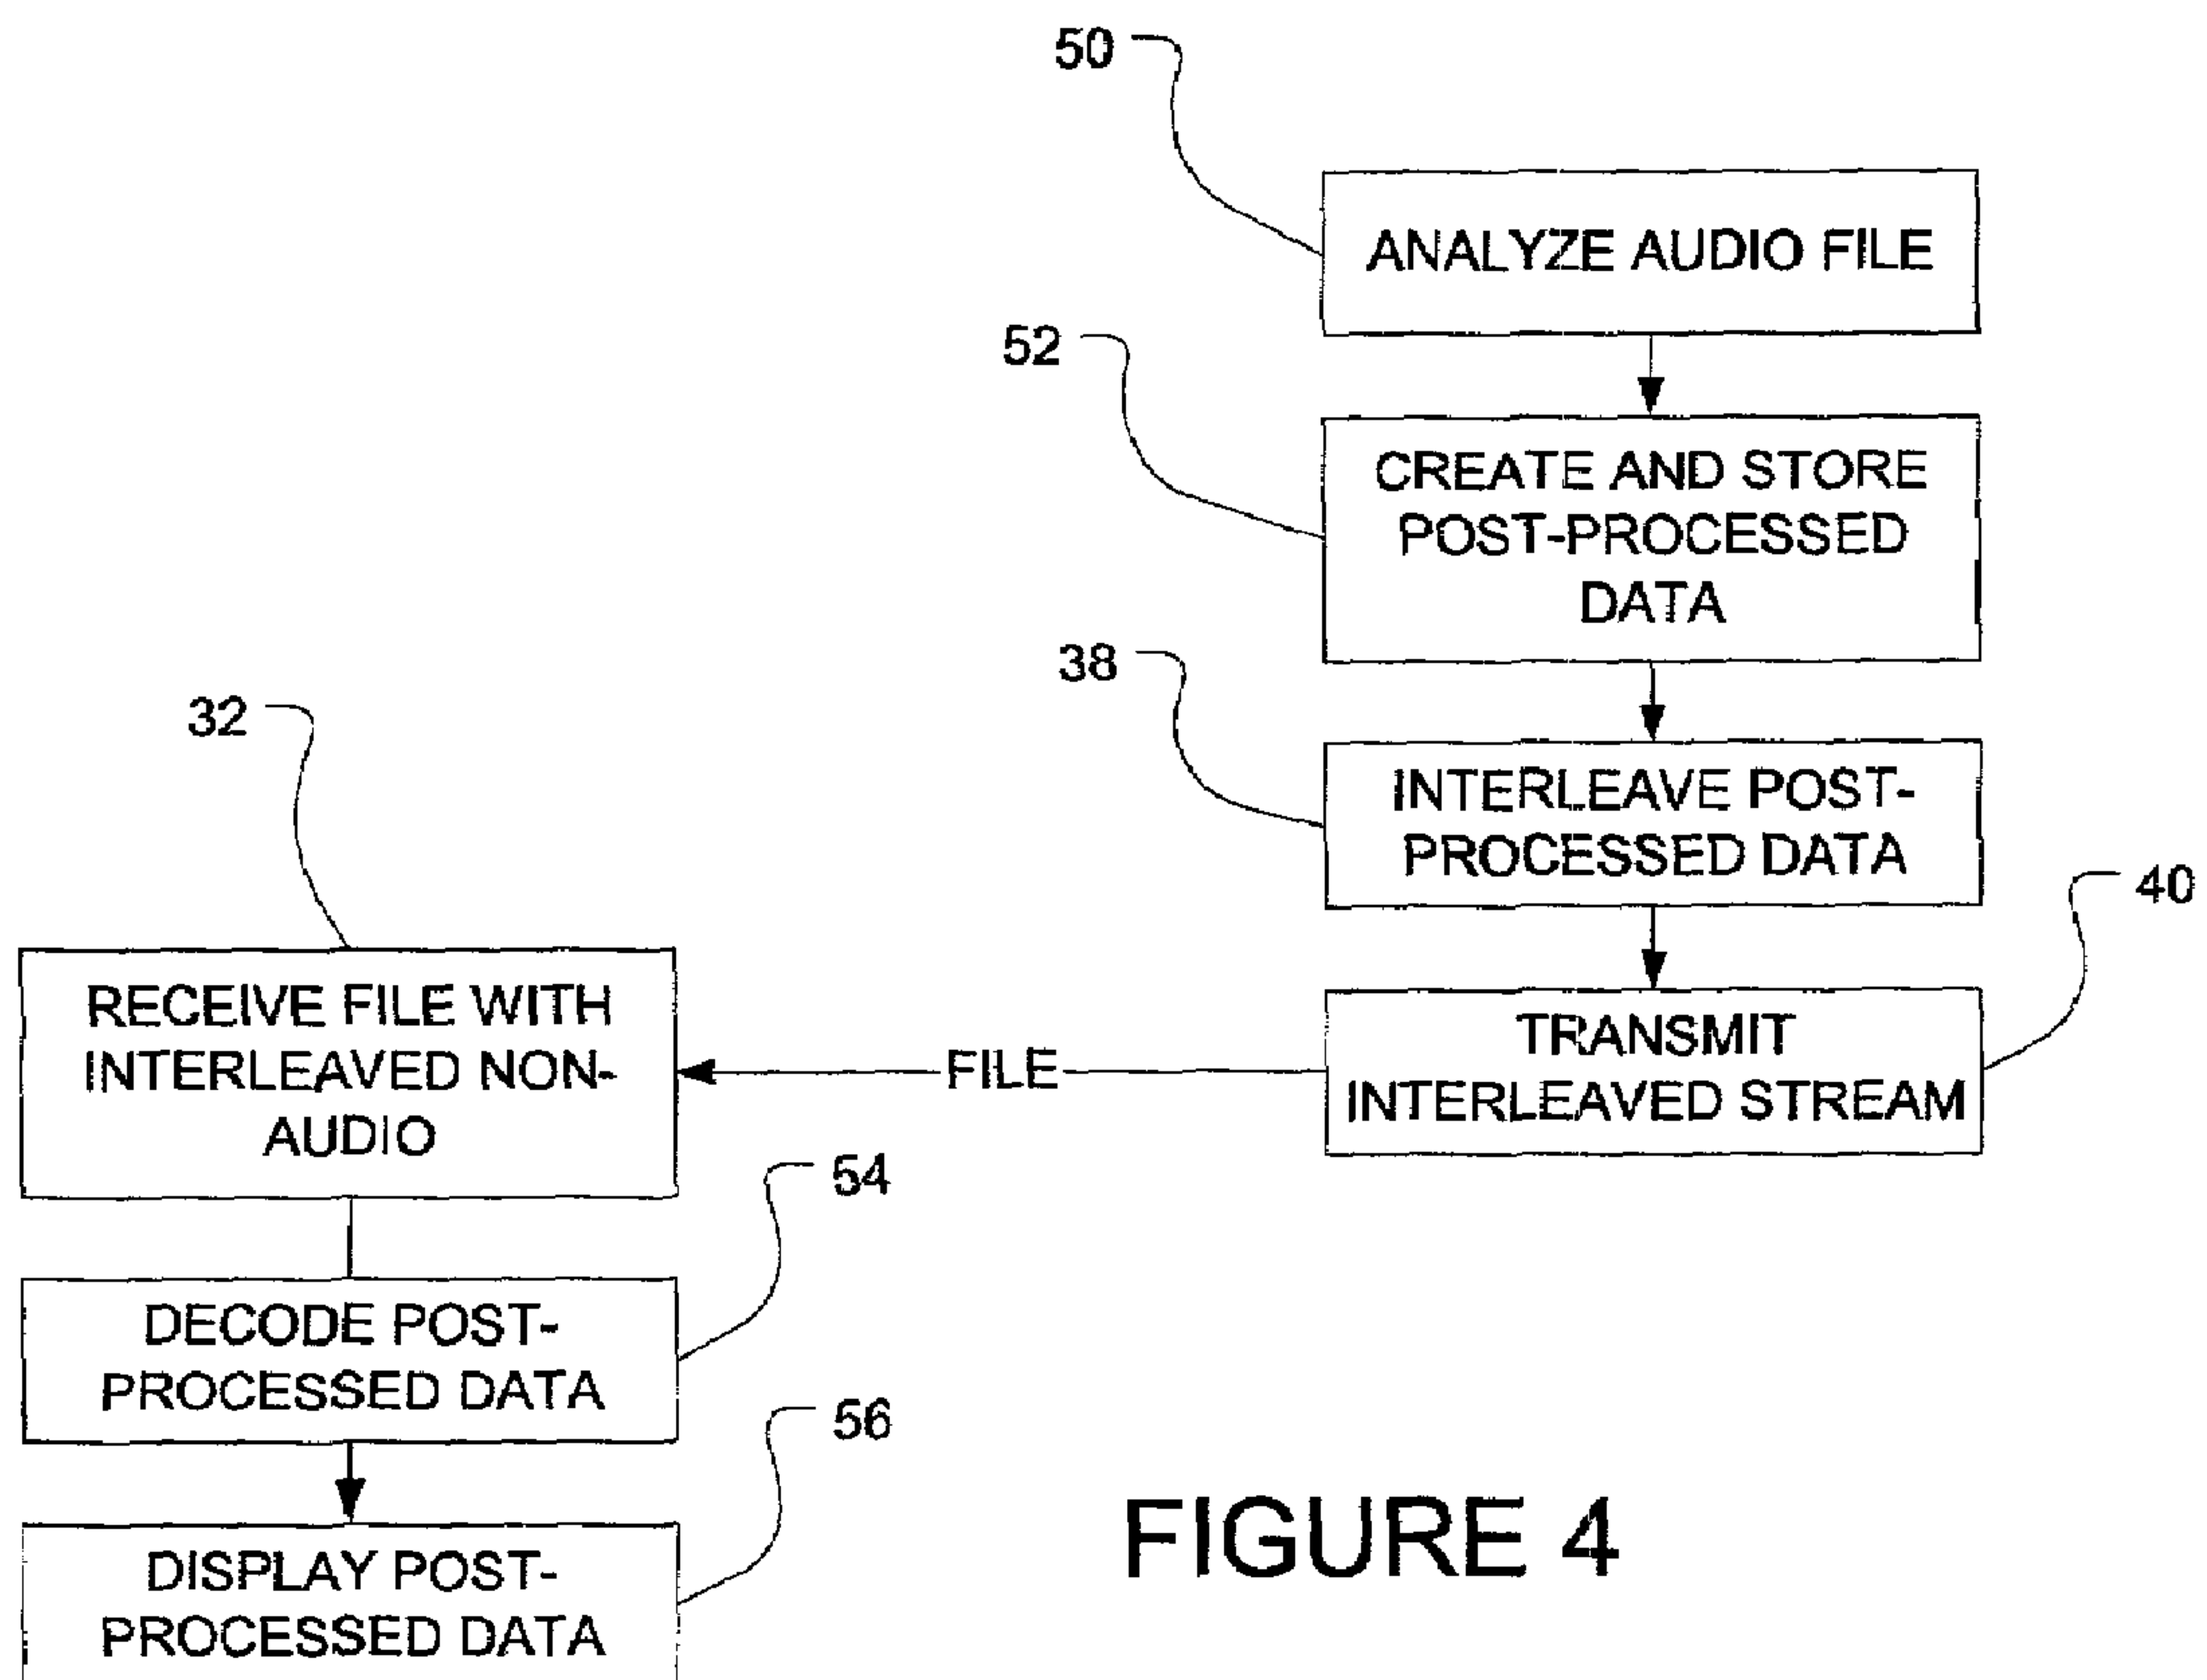 50
ANALYZE AUDIO FILE
52
CREATE AND STORE
POST-PROCESSED
DATA
38
INTERLEAVE POST-
PROCESSED DATA
40
TRANSMIT
INTERLEAVED STREAM
FILE
32
RECEIVE FILE WITH
INTERLEAVED NON-
AUDIO
54
DECODE POST-
PROCESSED DATA
56
DISPLAY POST-
PROCESSED DATA
FIGURE 4